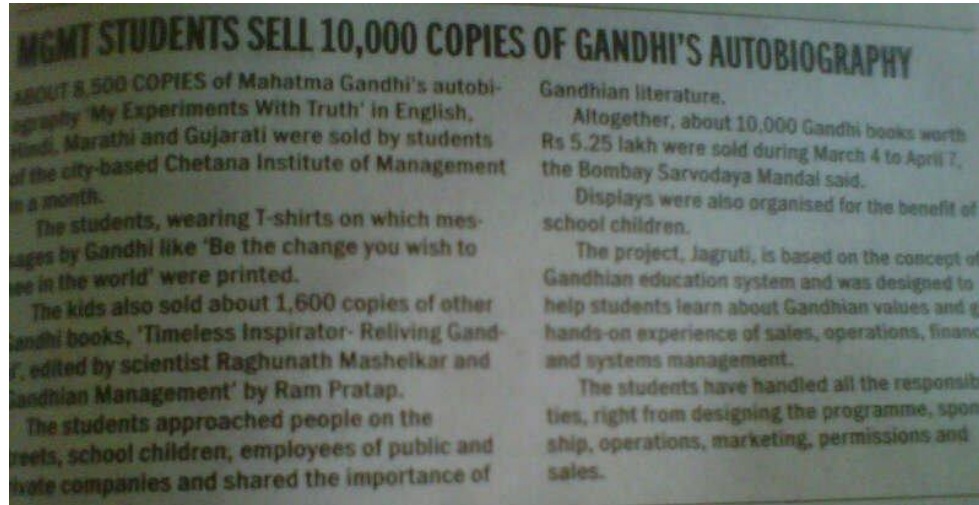 MGMT STUDENTS SELL 10,000 COPIES OF GANDHI'S AUTOBIOGRAPHY
ABOUT 8,500 COPIES of Mahatma Gandhi's autobi-
ography 'My Experiments With Truth' in English,
Hindi, Marathi and Gujarati were sold by students
of the city-based Chetana Institute of Management
in a month.
The students, wearing T-shirts on which mes-
sages by Gandhi like 'Be the change you wish to
see in the world' were printed.
The kids also sold about 1,600 copies of other
Gandhi books, 'Timeless Inspirator- Reliving Gand-
i', edited by scientist Raghunath Mashelkar and
Gandhian Management' by Ram Pratap.
The students approached people on the
streets, school children, employees of public and
private companies and shared the importance of
Gandhian literature.
Altogether, about 10,000 Gandhi books worth
Rs 5.25 lakh were sold during March 4 to April 7,
the Bombay Sarvodaya Mandal said.
Displays were also organised for the benefit of
school children.
The project, Jagruti, is based on the concept of
Gandhian education system and was designed to
help students learn about Gandhian values and
hands-on experience of sales, operations, financ
and systems management.
The students have handled all the responsib
ties, right from designing the programme, spo
ship, operations, marketing, permissions and
sales.